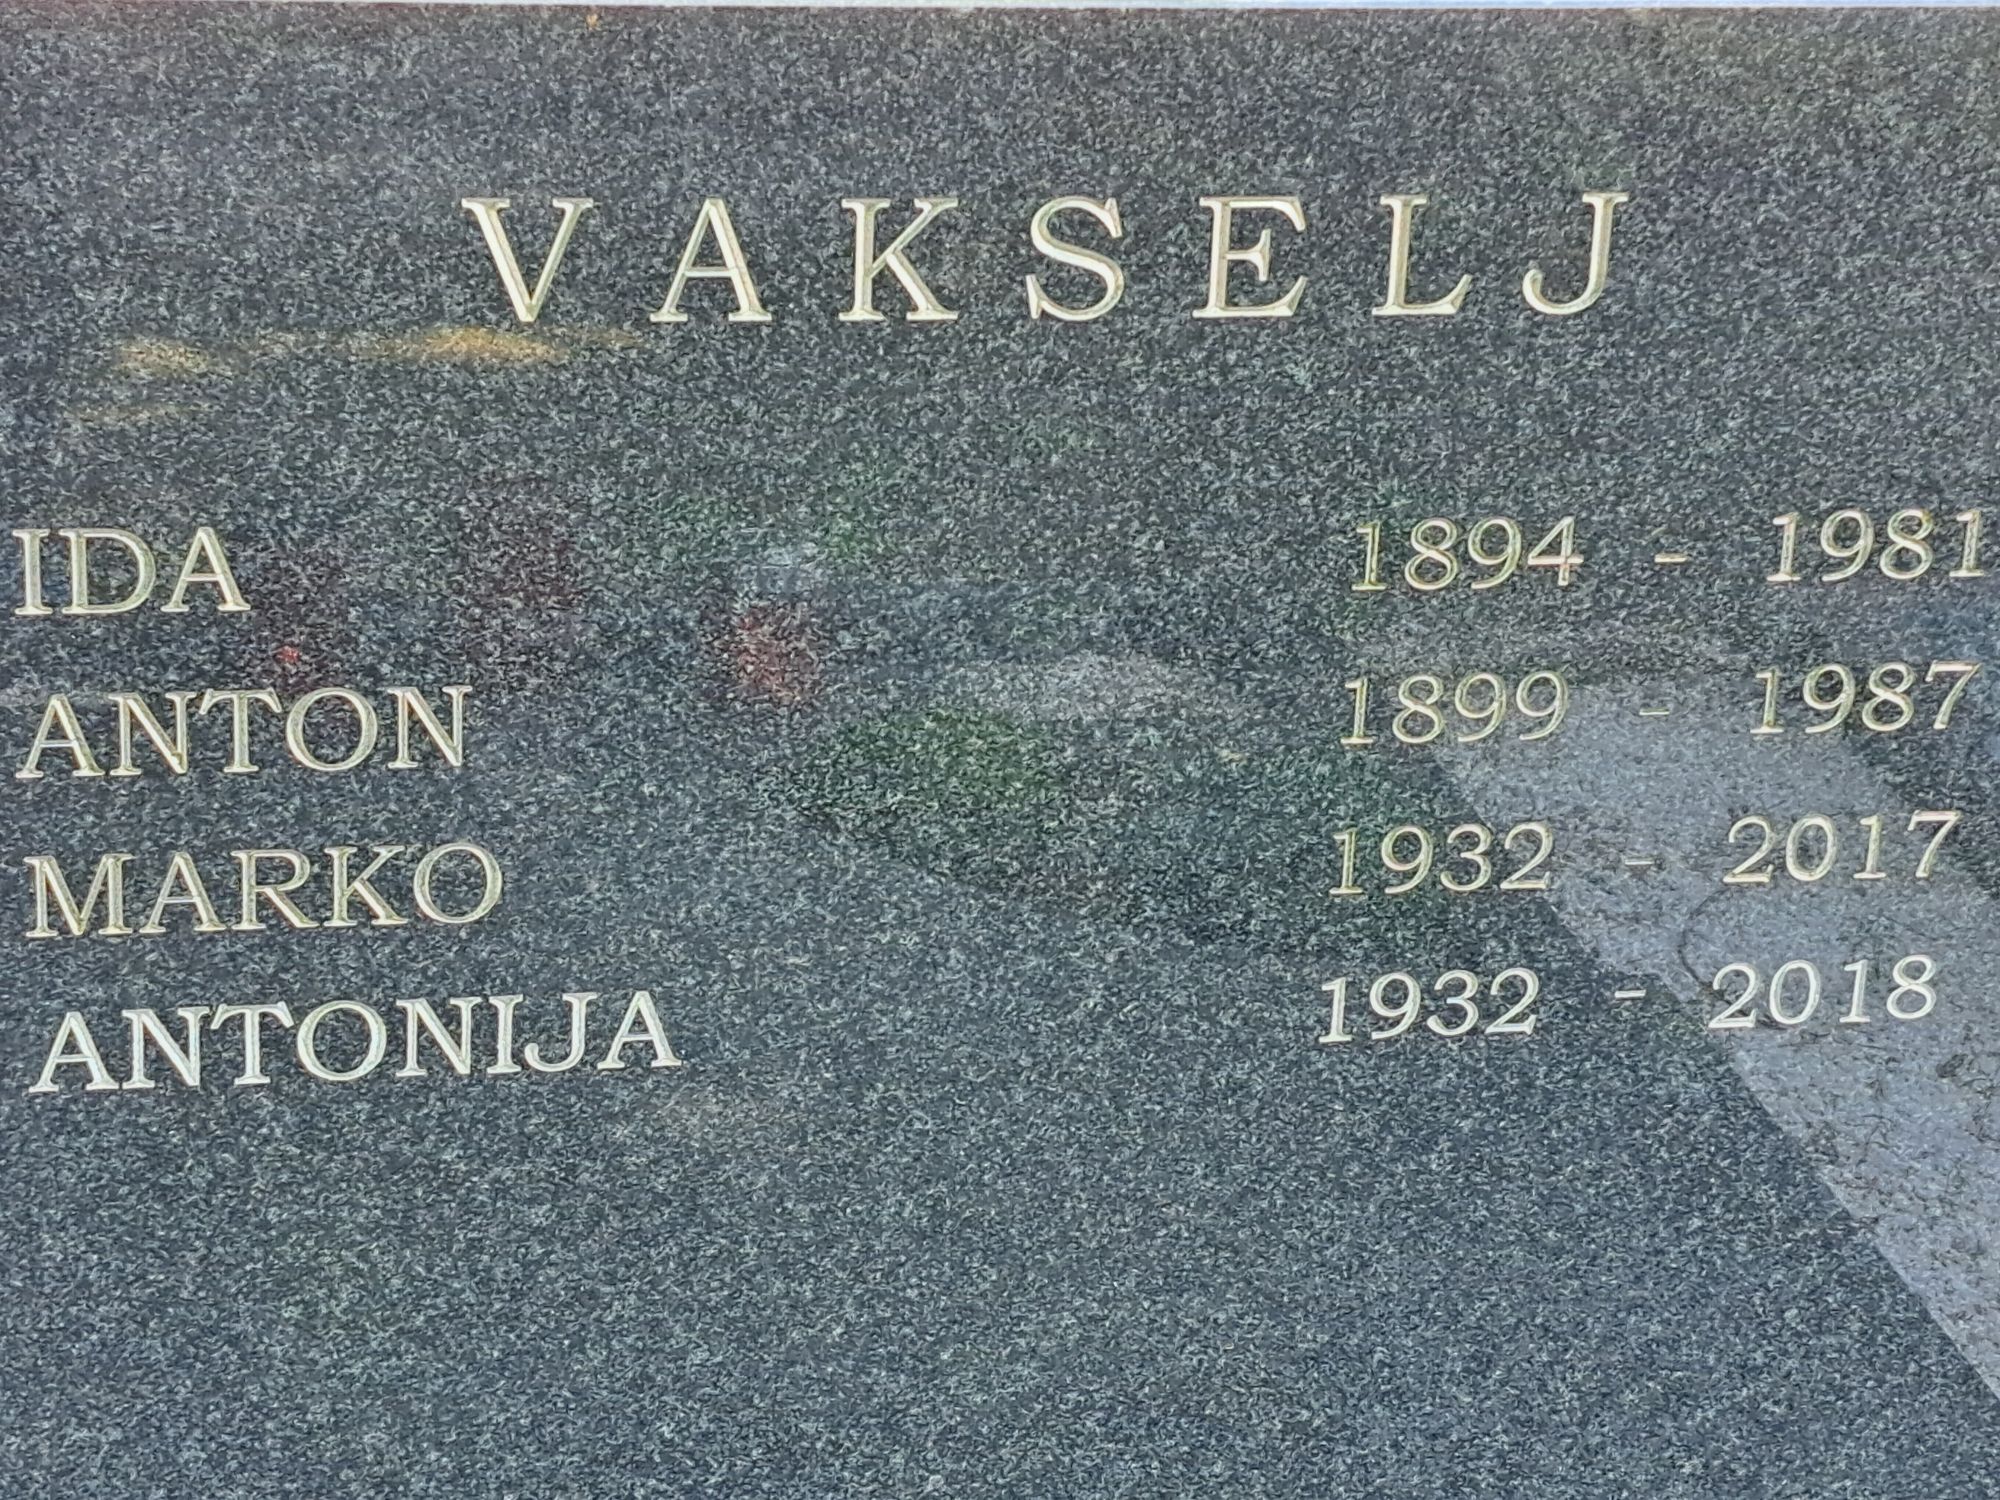 VAKSELJ
IDA 1894 - 1981
ANTON 1899 - 1987
MARKO 1932 - 2017
ANTONIJA 1932 - 2018